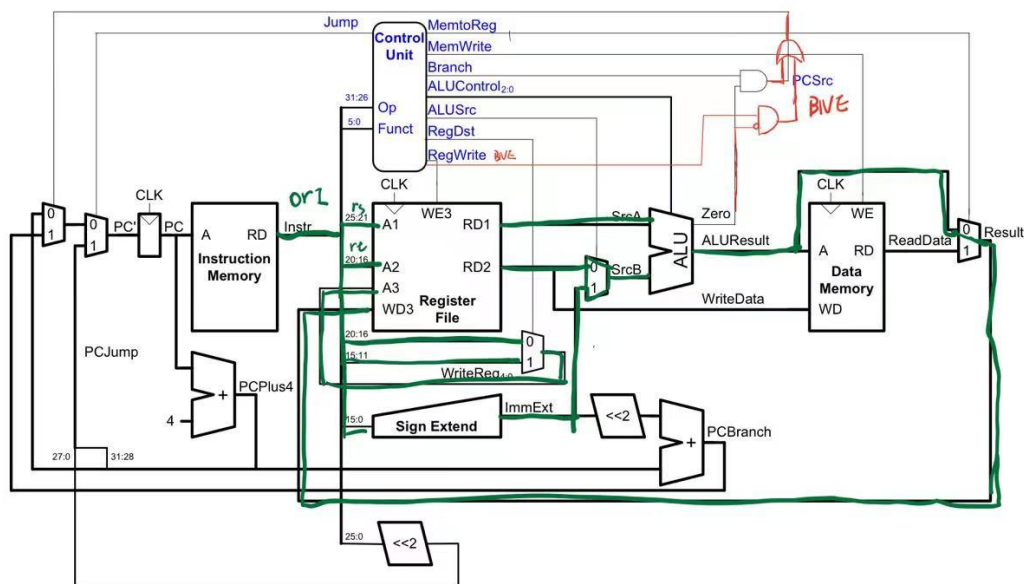 Jump
Control
Unit
MemtoReg
MemWrite
Branch
ALUControl2:0
ALUSrc
RegDst
RegWrite BNE
31:26 Op
5:0 Funct
PCSrc
BNE
ori
0
1
0
1
PC'
CLK
PC
A RD
Instruction
Memory
Instr
rs
25:21
re
20:16
CLK
WE3
A1 RD1
A2 RD2
A3
WD3
Register
File
20:16
15:11
0
1
WriteReg4:0
SrcA
0
1
SrcB
ALU
Zero
ALUResult
WriteData
CLK
WE
A RD
Data
Memory
WD
ReadData
0
1
Result
PCJump
+
4
PCPlus4
15:0
Sign Extend
ImmExt
<<2
+
PCBranch
27:0 31:28
25:0
<<2